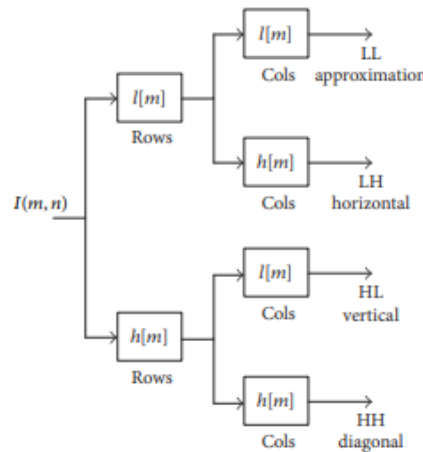 l[m]
Cols
LL
approximation
l[m]
Rows
h[m]
Cols
LH
horizontal
I(m, n)
l[m]
Cols
HL
vertical
h[m]
Rows
h[m]
Cols
HH
diagonal